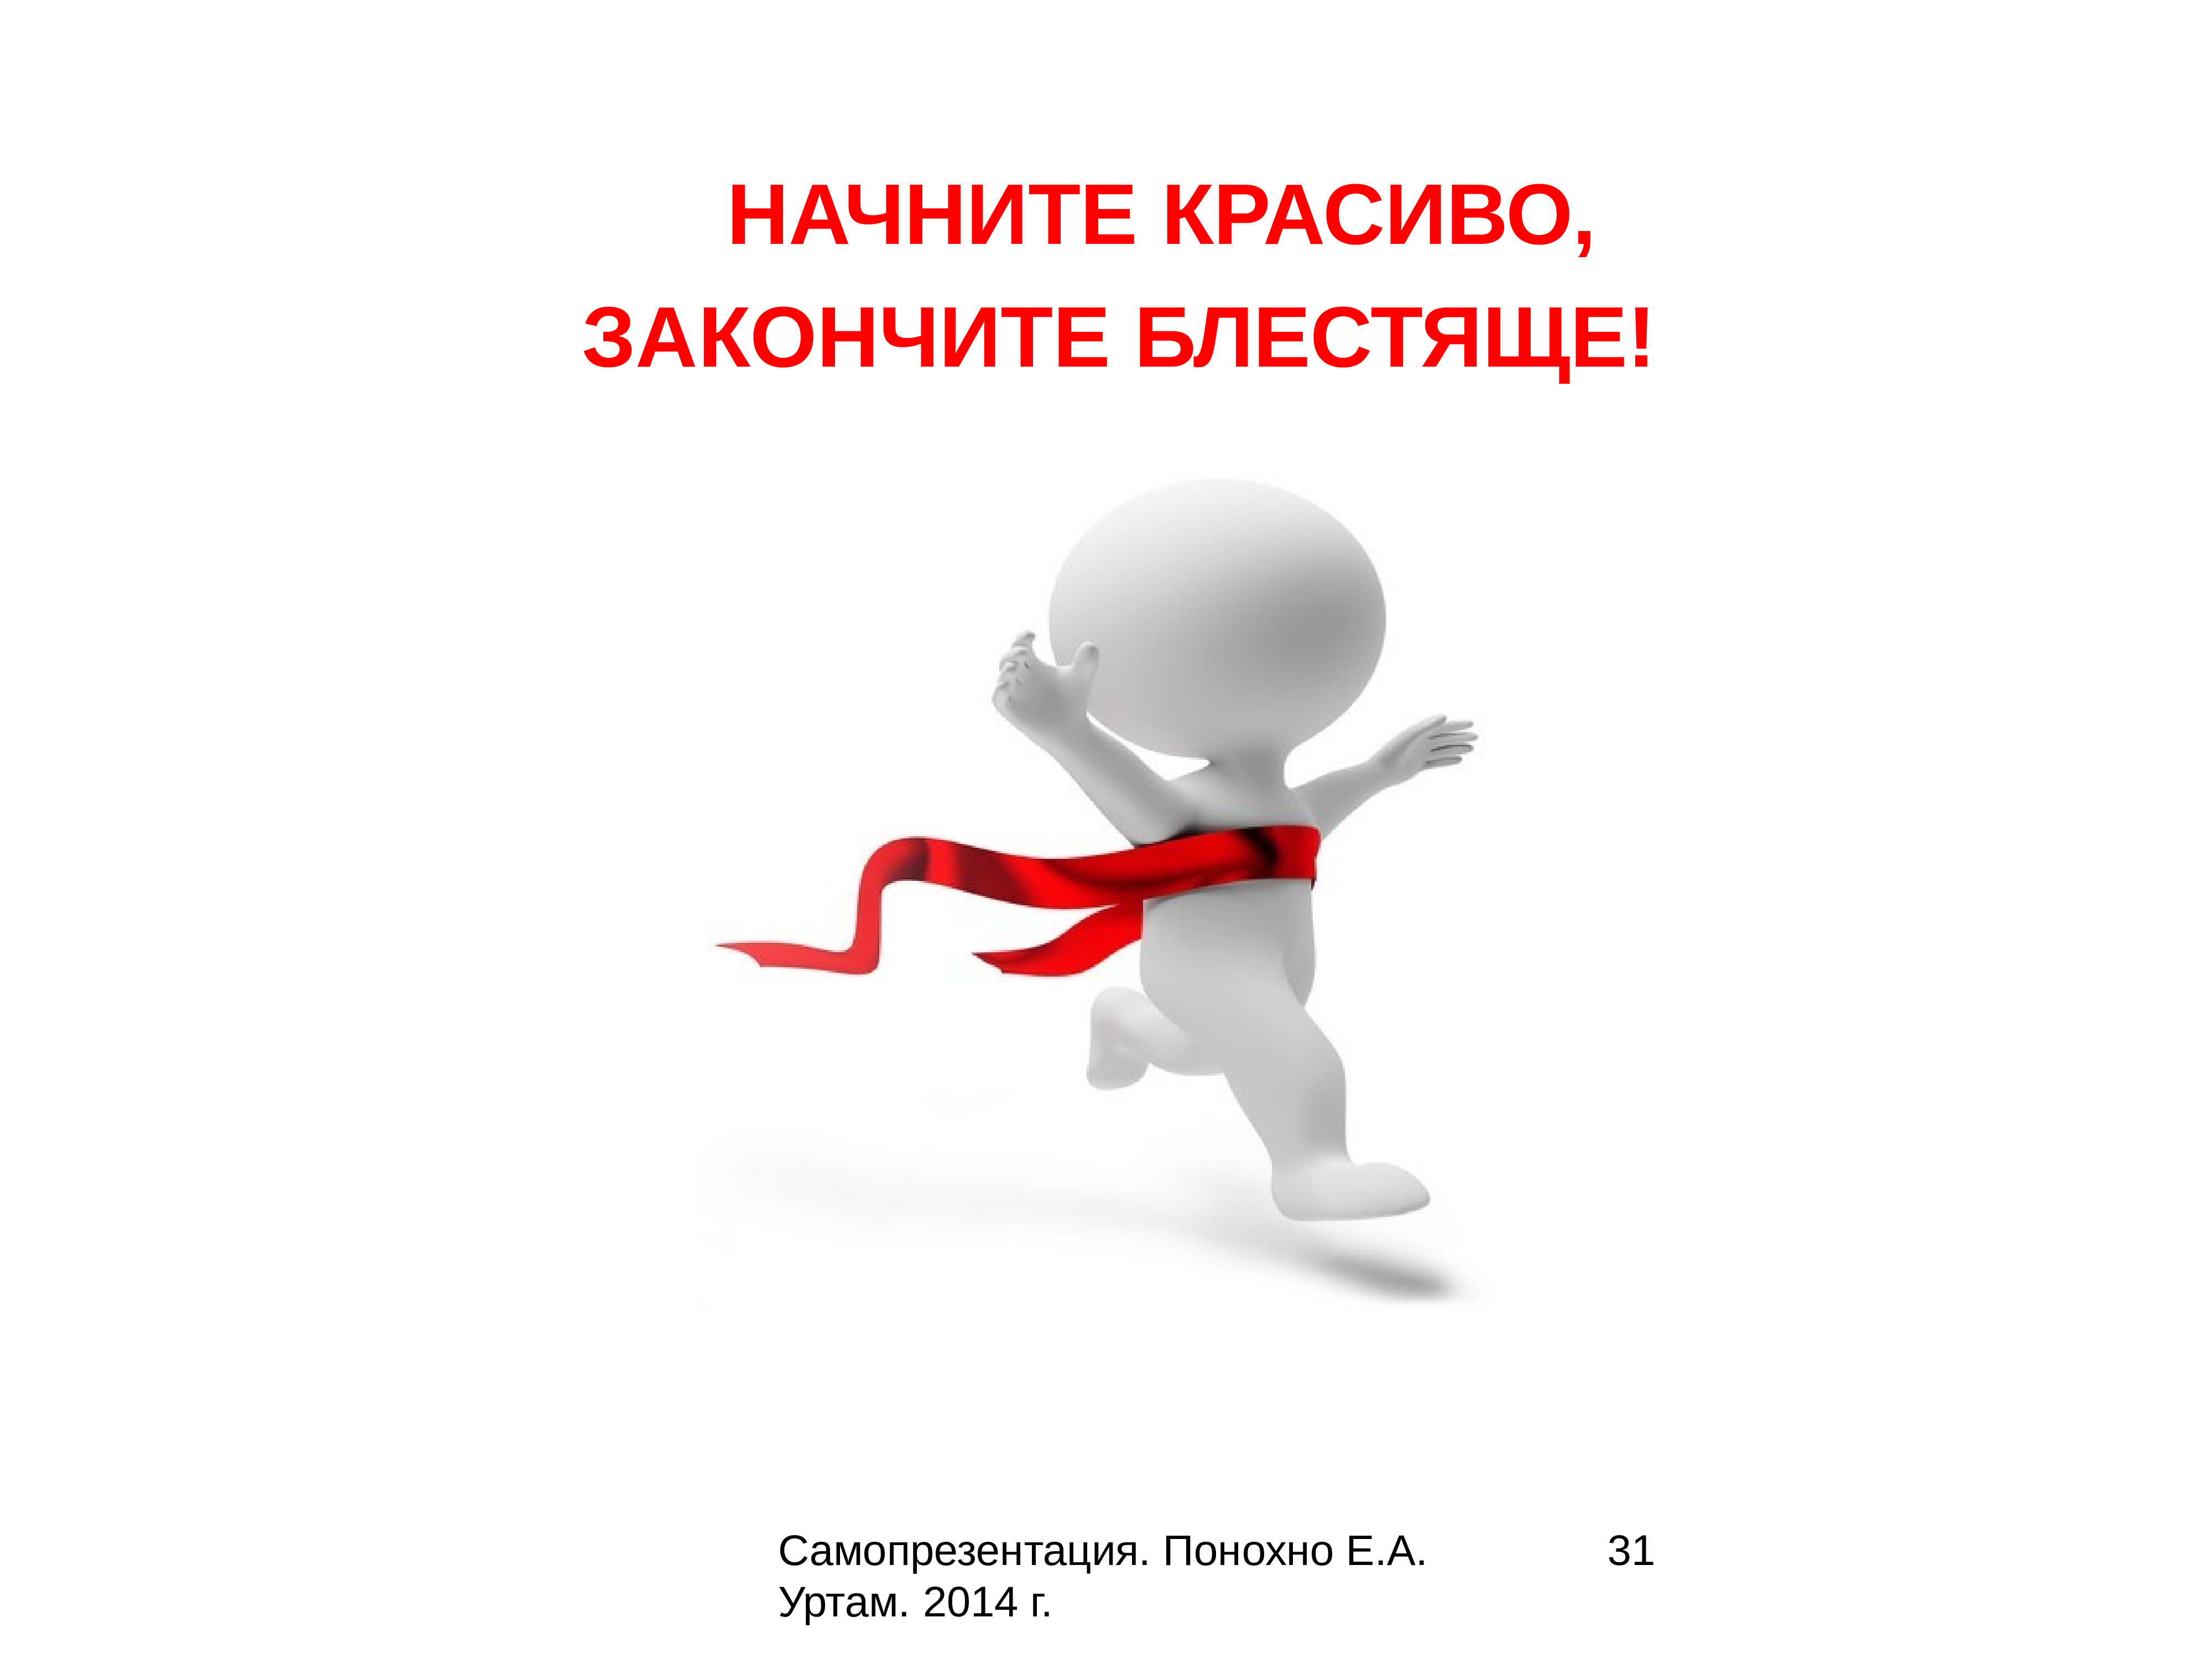 НАЧНИТЕ КРАСИВО,
ЗАКОНЧИТЕ БЛЕСТЯЩЕ!
Самопрезентация. Понохно Е.А. 31
Уртам. 2014 г.